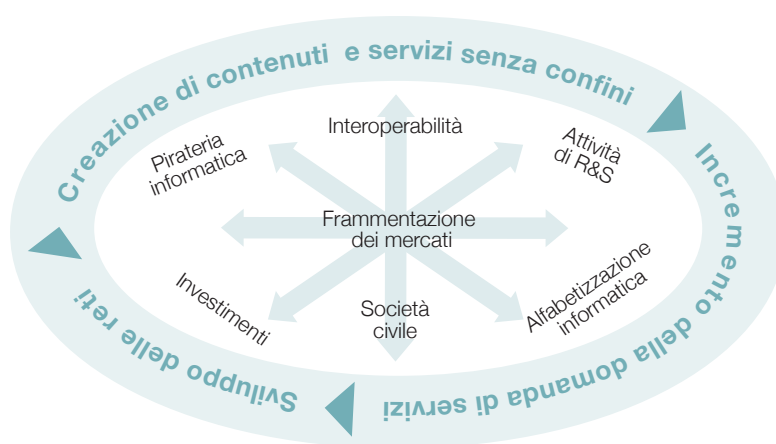 Creazione di contenuti e servizi senza confini
Incremento della domanda di servizi
Sviluppo delle reti
Pirateria
informatica
Interoperabilità
Attività
di R&S
Frammentazione
dei mercati
Investimenti
Società
civile
Alfabetizzazione
informatica